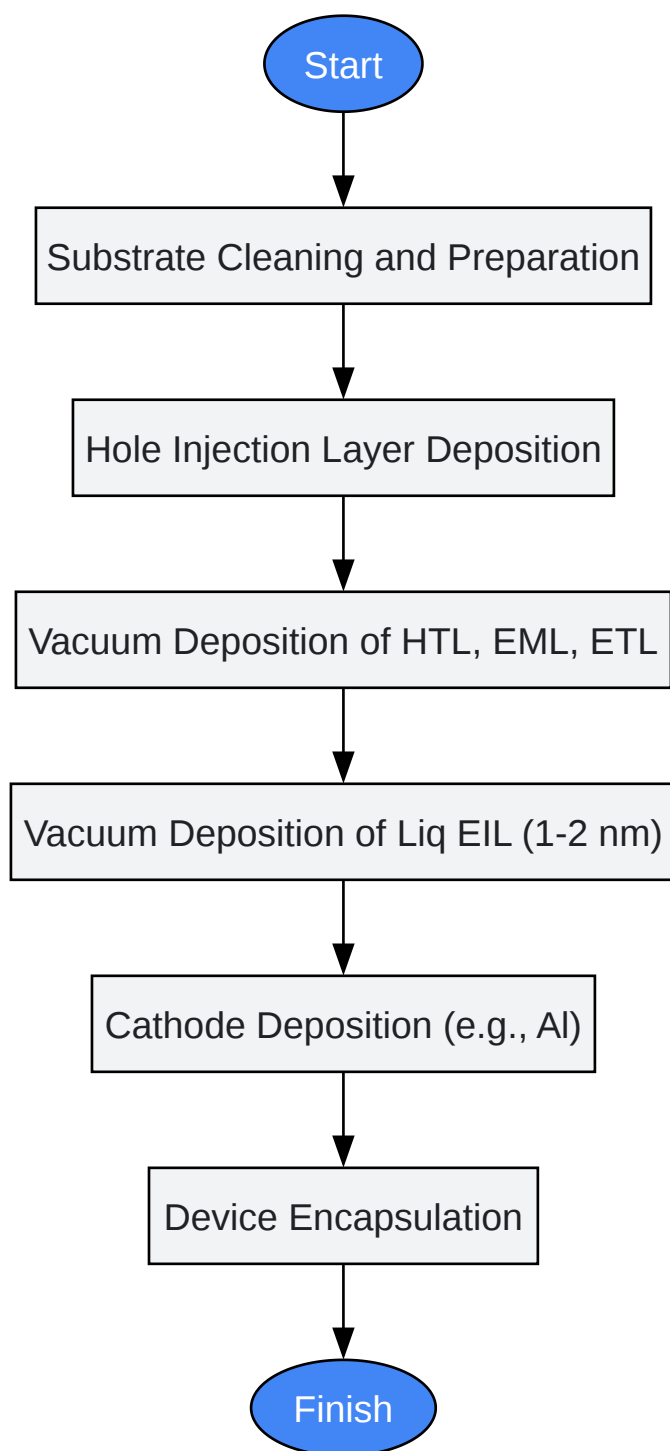 Start
Substrate Cleaning and Preparation
Hole Injection Layer Deposition
Vacuum Deposition of HTL, EML, ETL
Vacuum Deposition of Liq EIL (1-2 nm)
Cathode Deposition (e.g., Al)
Device Encapsulation
Finish